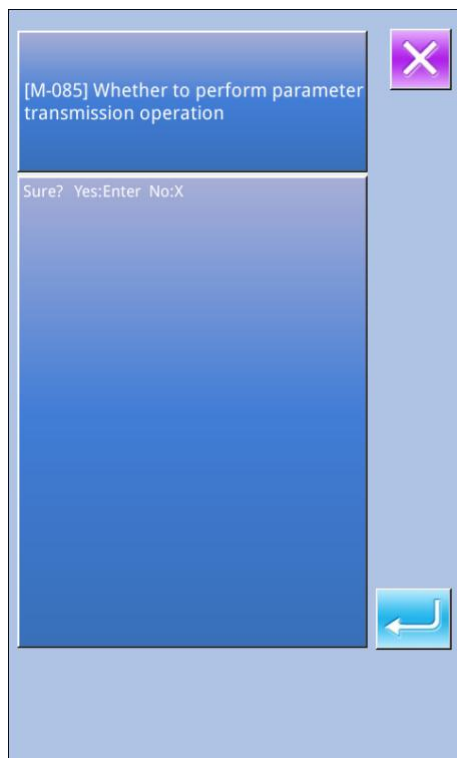 [M-085] Whether to perform parameter
transmission operation
Sure? Yes:Enter No:X